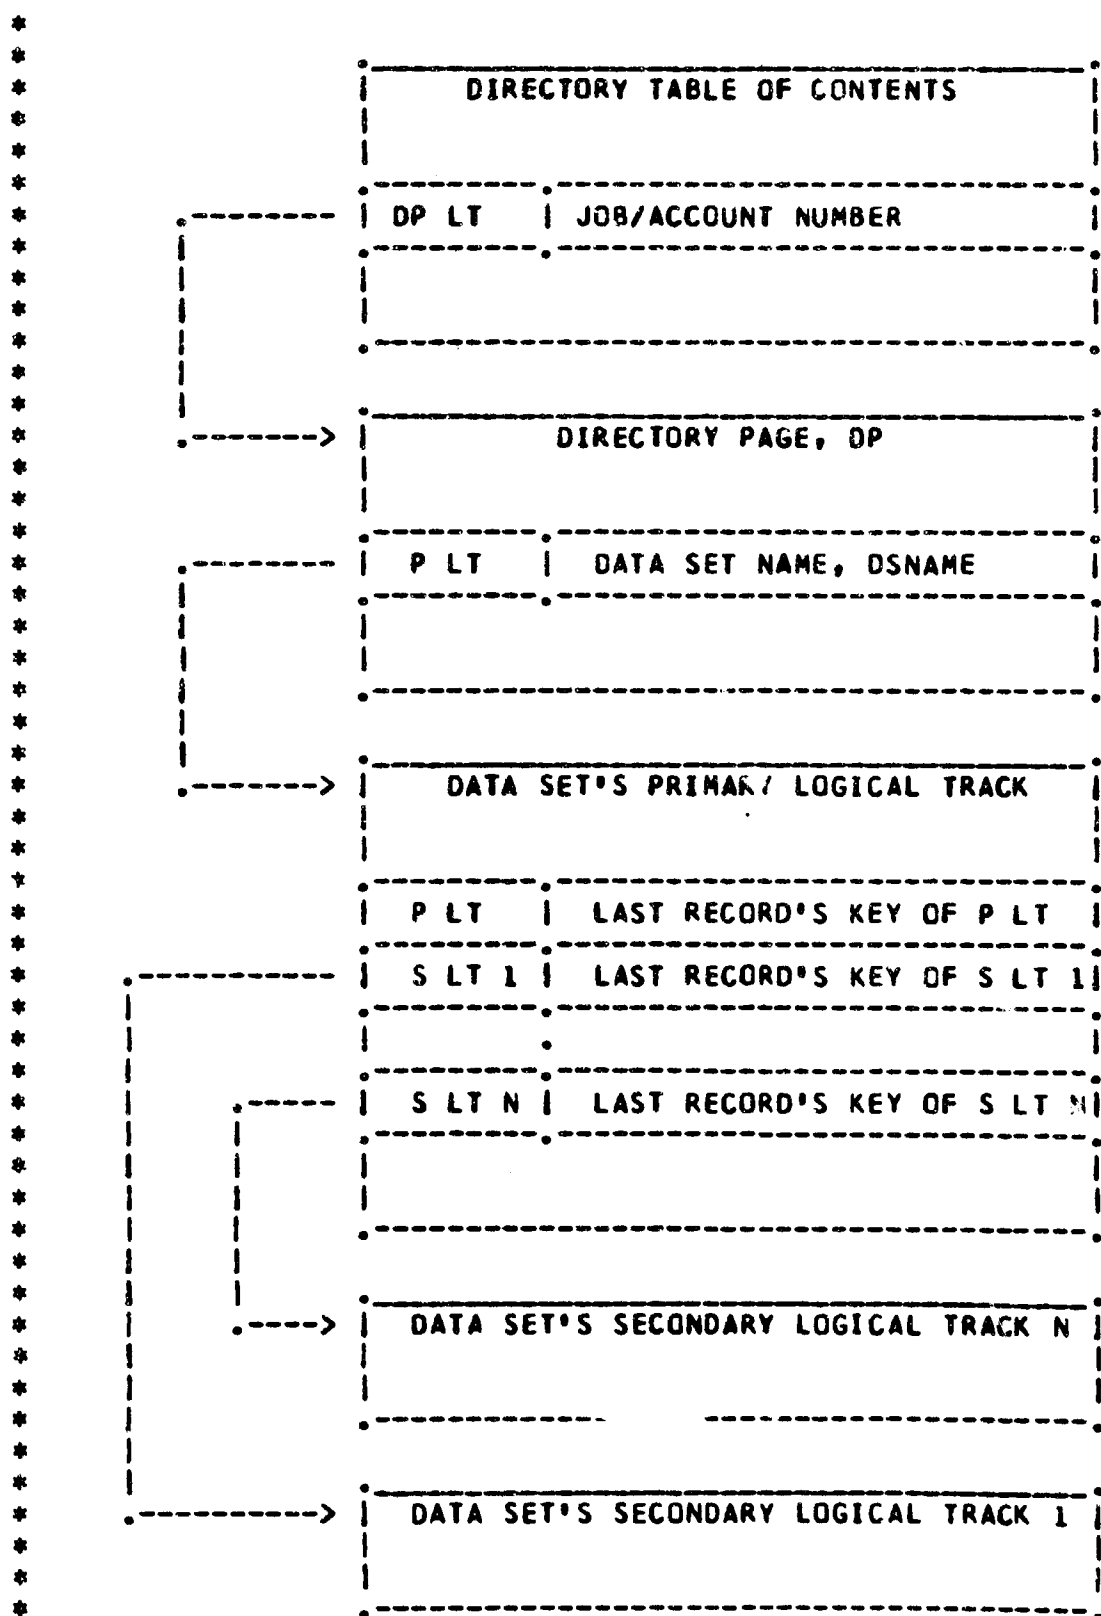 DIRECTORY TABLE OF CONTENTS
DP LT | JOB/ACCOUNT NUMBER
DIRECTORY PAGE, DP
P LT | DATA SET NAME, DSNAME
DATA SET'S PRIMARY LOGICAL TRACK
P LT | LAST RECORD'S KEY OF P LT
S LT 1 | LAST RECORD'S KEY OF S LT 1
S LT N | LAST RECORD'S KEY OF S LT N
DATA SET'S SECONDARY LOGICAL TRACK N
DATA SET'S SECONDARY LOGICAL TRACK 1